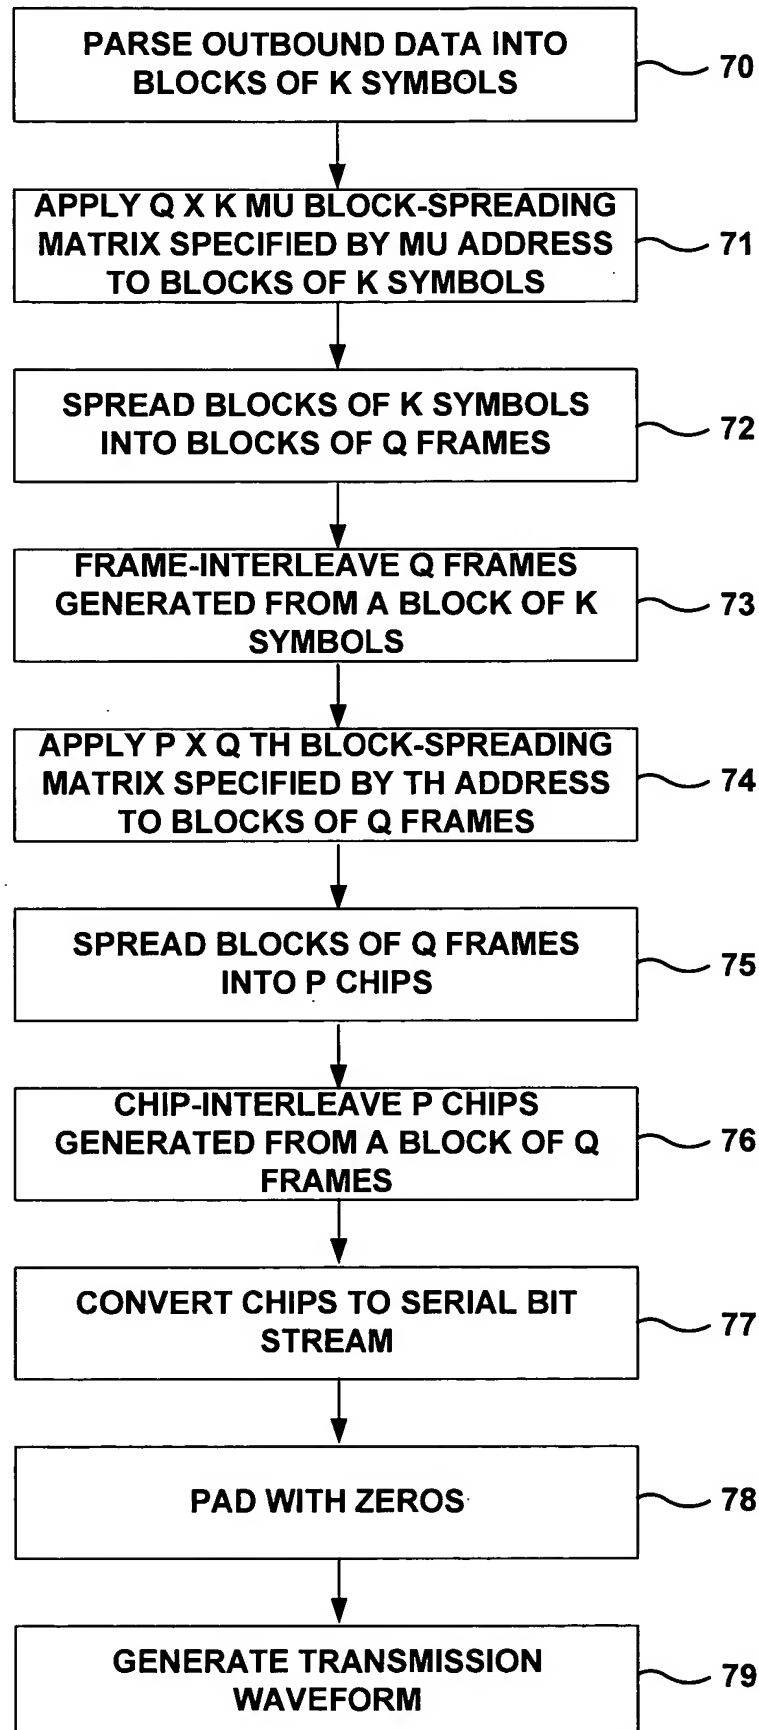 PARSE OUTBOUND DATA INTO
BLOCKS OF K SYMBOLS
70
APPLY Q X K MU BLOCK-SPREADING
MATRIX SPECIFIED BY MU ADDRESS
TO BLOCKS OF K SYMBOLS
71
SPREAD BLOCKS OF K SYMBOLS
INTO BLOCKS OF Q FRAMES
72
FRAME-INTERLEAVE Q FRAMES
GENERATED FROM A BLOCK OF K
SYMBOLS
73
APPLY P X Q TH BLOCK-SPREADING
MATRIX SPECIFIED BY TH ADDRESS
TO BLOCKS OF Q FRAMES
74
SPREAD BLOCKS OF Q FRAMES
INTO P CHIPS
75
CHIP-INTERLEAVE P CHIPS
GENERATED FROM A BLOCK OF Q
FRAMES
76
CONVERT CHIPS TO SERIAL BIT
STREAM
77
PAD WITH ZEROS
78
GENERATE TRANSMISSION
WAVEFORM
79